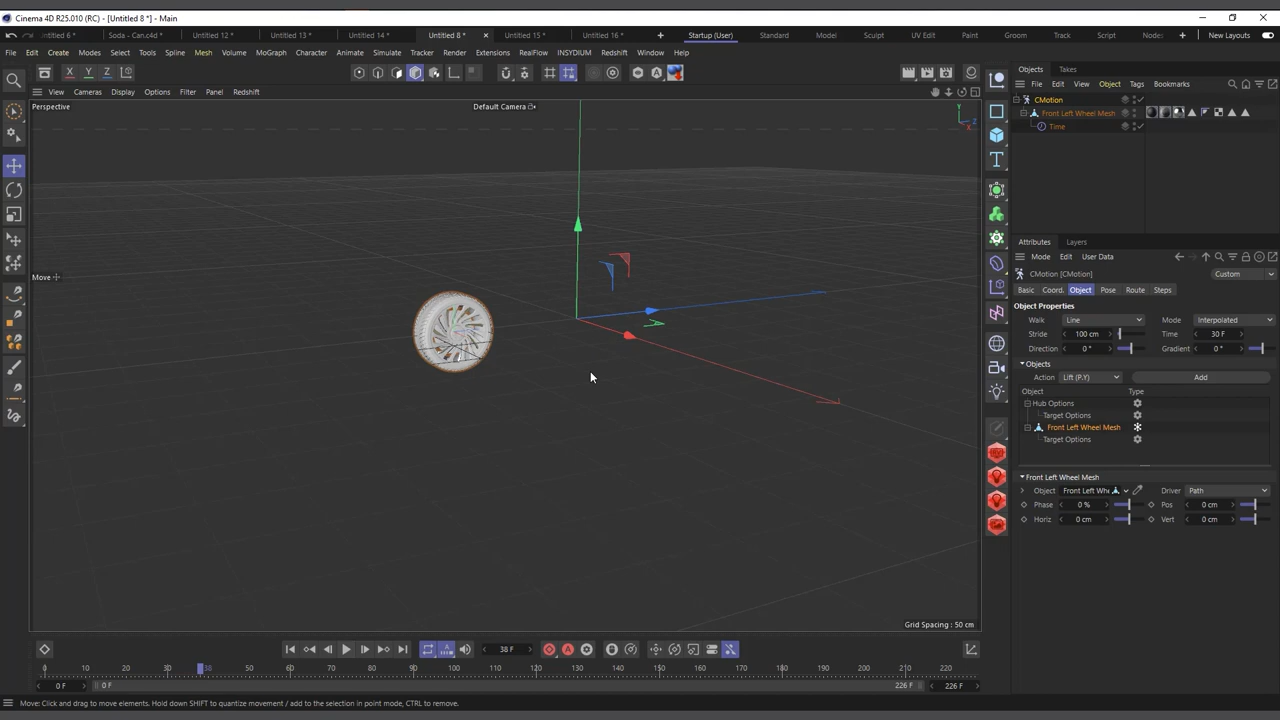 Cinema 4D R25.010 (RC) - [Untitled 8 *] - Main
Untitled 6 * Soda - Can.c4d * Untitled 12 * Untitled 13 * Untitled 14 * Untitled 8 * Untitled 15 * Untitled 16 * Startup (User) Standard Model Sculpt UV Edit Paint Groom Track Script Nodes New Layouts
File Edit Create Modes Select Tools Spline Mesh Volume MoGraph Character Animate Simulate Tracker Render Extensions RealFlow INSYDIUM Redshift Window Help
Objects Takes
X Y Z
File Edit View Object Tags Bookmarks
View Cameras Display Options Filter Panel Redshift
CMotion
Perspective
Default Camera
Front Left Wheel Mesh
Time
Y
Z
X
Attributes Layers
Mode Edit User Data
CMotion [CMotion]
Custom
Move
Basic Coord. Object Pose Route Steps
Object Properties
Walk Line Mode Interpolated
Stride 100 cm Time 30 F
Direction 0 ° Gradient 0 °
Objects
Action Lift (P.Y) Add
Object Type
Hub Options
Target Options
Front Left Wheel Mesh
Target Options
Front Left Wheel Mesh
Object Front Left Whe Driver Path
Phase 0 % Pos 0 cm
Horiz 0 cm Vert 0 cm
Grid Spacing : 50 cm
38 F
0 10 20 30 38 50 60 70 80 90 100 110 120 130 140 150 160 170 180 190 200 210 220
0 F 0 F 226 F 226 F
Move: Click and drag to move elements. Hold down SHIFT to quantize movement / add to the selection in point mode, CTRL to remove.